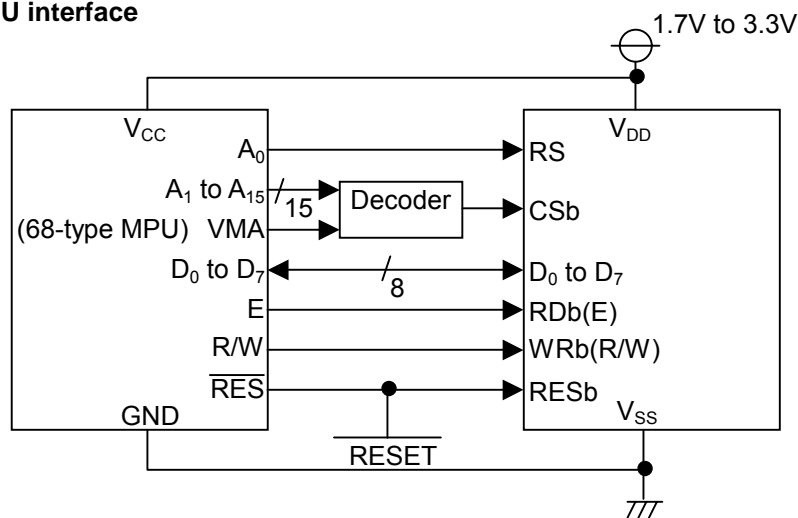 U interface
1.7V to 3.3V
VCC
VDD
A0
RS
A1 to A15
15
Decoder
CSb
(68-type MPU) VMA
D0 to D7
8
D0 to D7
E
RDb(E)
R/W
WRb(R/W)
RES
RESb
GND
VSS
RESET